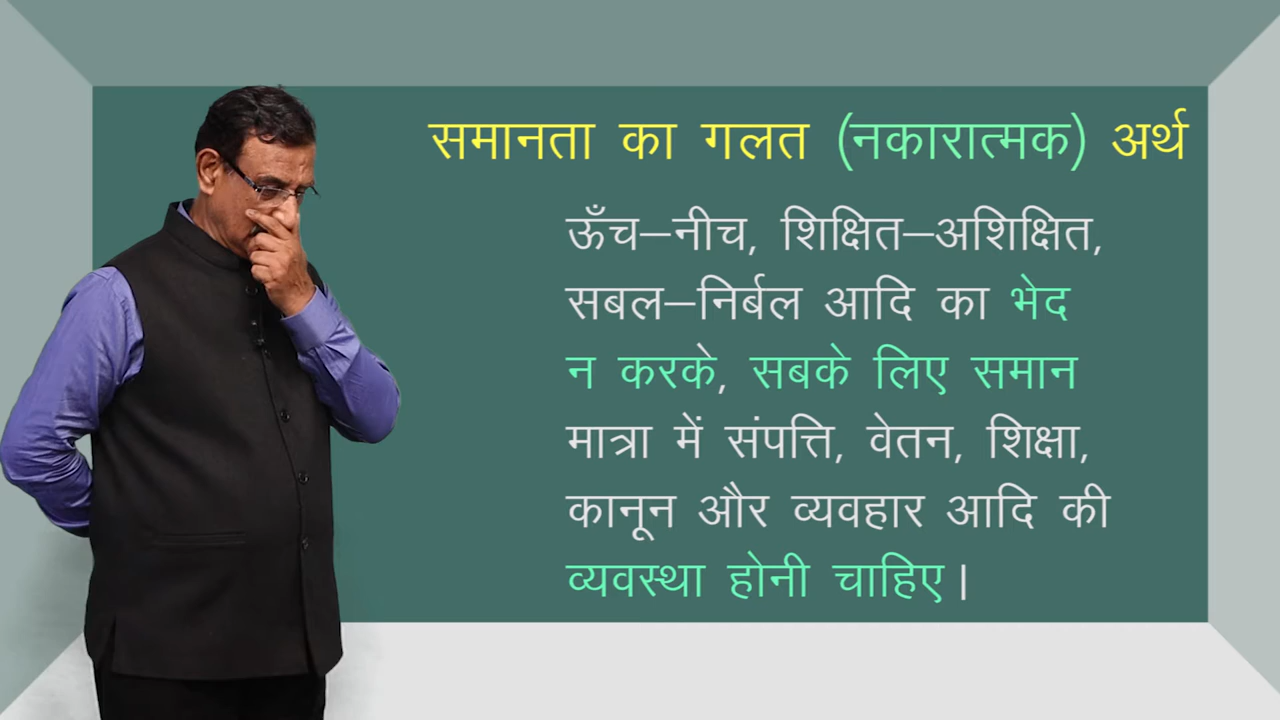 समानता का गलत (नकारात्मक) अर्थ
ऊँच–नीच, शिक्षित–अशिक्षित,
सबल–निर्बल आदि का भेद
न करके, सबके लिए समान
मात्रा में संपत्ति, वेतन, शिक्षा,
कानून और व्यवहार आदि की
व्यवस्था होनी चाहिए।